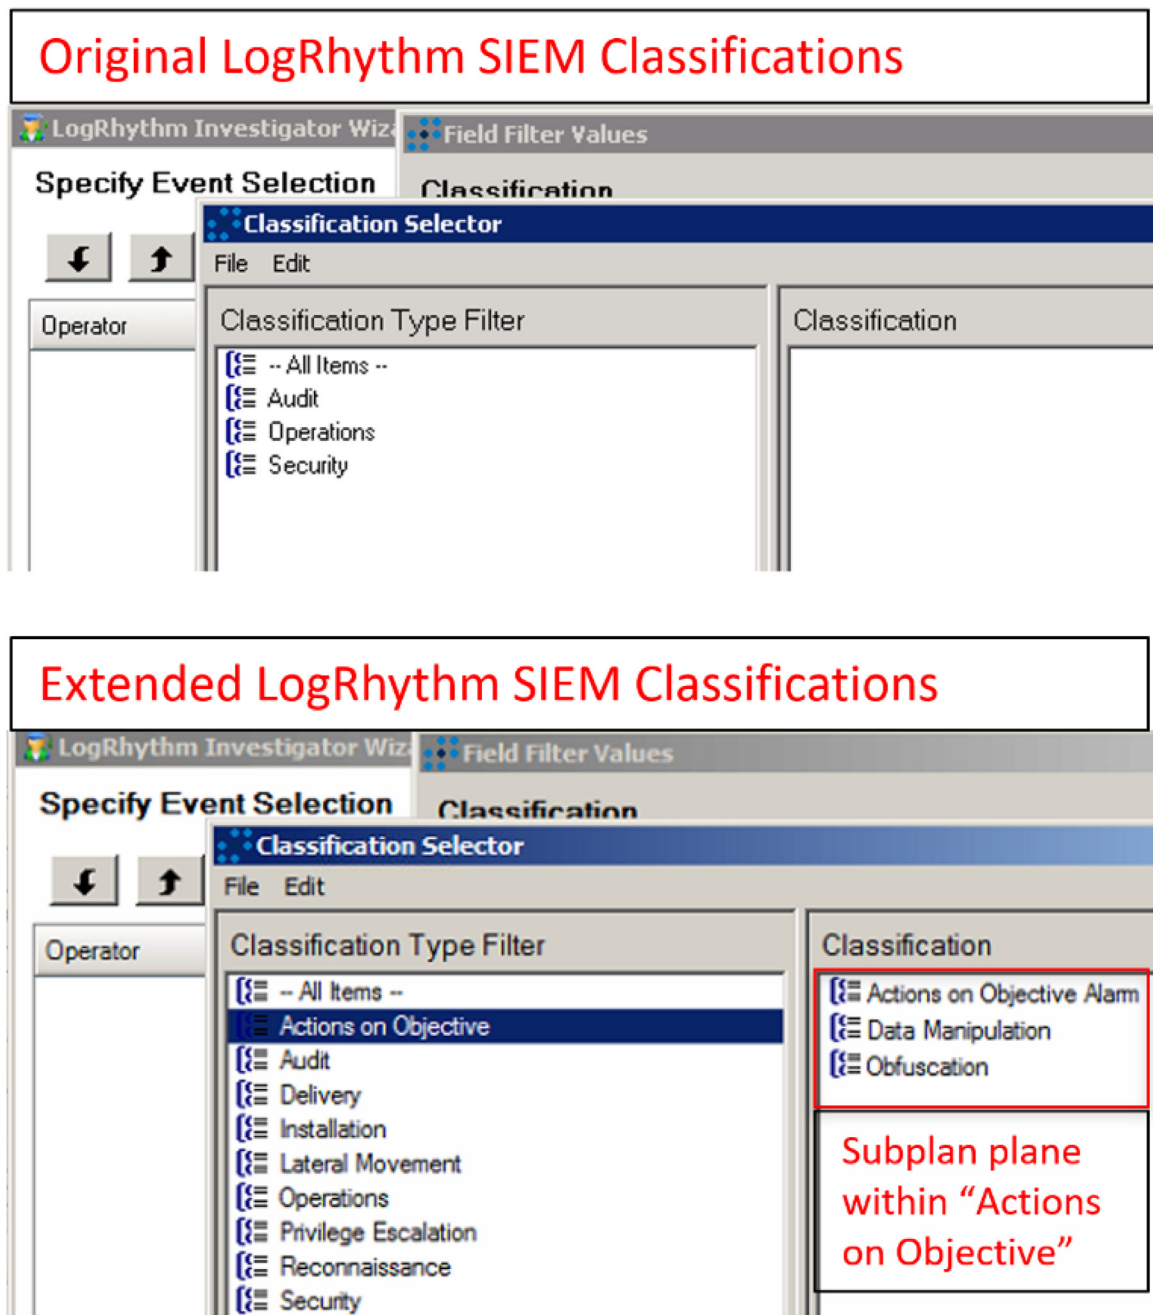 Original LogRhythm SIEM Classifications
LogRhythm Investigator Wiz
Field Filter Values
Specify Event Selection
Classification
Classification Selector
File Edit
Operator
Classification Type Filter
Classification
-- All Items --
Audit
Operations
Security
Extended LogRhythm SIEM Classifications
LogRhythm Investigator Wiz
Field Filter Values
Specify Event Selection
Classification
Classification Selector
File Edit
Operator
Classification Type Filter
Classification
-- All Items --
Actions on Objective
Audit
Delivery
Installation
Lateral Movement
Operations
Privilege Escalation
Reconnaissance
Security
Actions on Objective Alarm
Data Manipulation
Obfuscation
Subplan plane
within “Actions
on Objective”